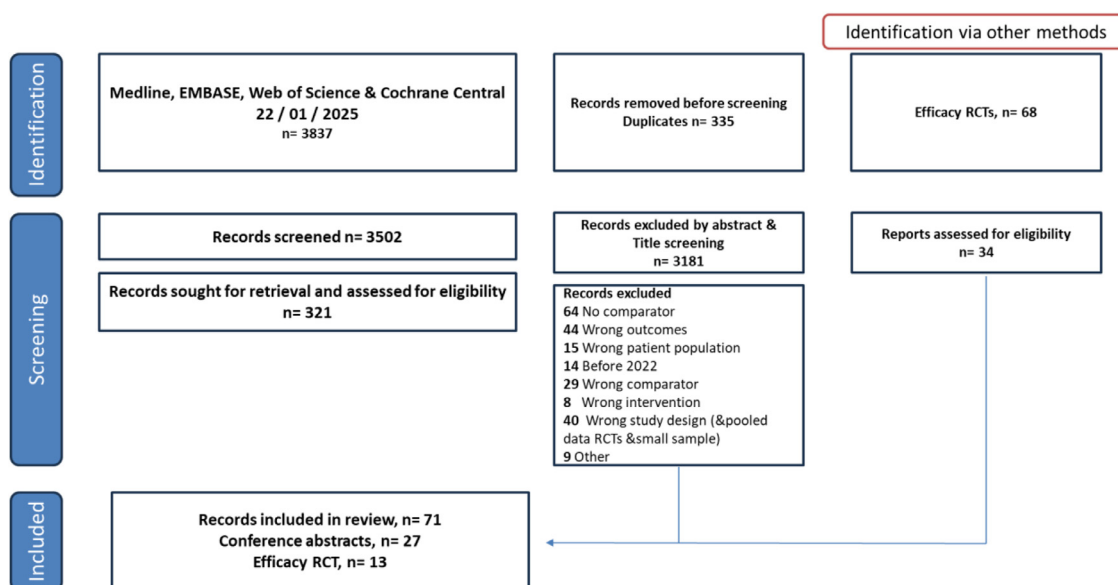 Identification via other methods
Identification
Medline, EMBASE, Web of Science & Cochrane Central
22 / 01 / 2025
n= 3837
Records removed before screening
Duplicates n= 335
Efficacy RCTs, n= 68
Screening
Records screened n= 3502
Records excluded by abstract &
Title screening
n= 3181
Reports assessed for eligibility
n= 34
Records sought for retrieval and assessed for eligibility
n= 321
Records excluded
64 No comparator
44 Wrong outcomes
15 Wrong patient population
14 Before 2022
29 Wrong comparator
8 Wrong intervention
40 Wrong study design (&pooled
data RCTs &small sample)
9 Other
Included
Records included in review, n= 71
Conference abstracts, n= 27
Efficacy RCT, n= 13